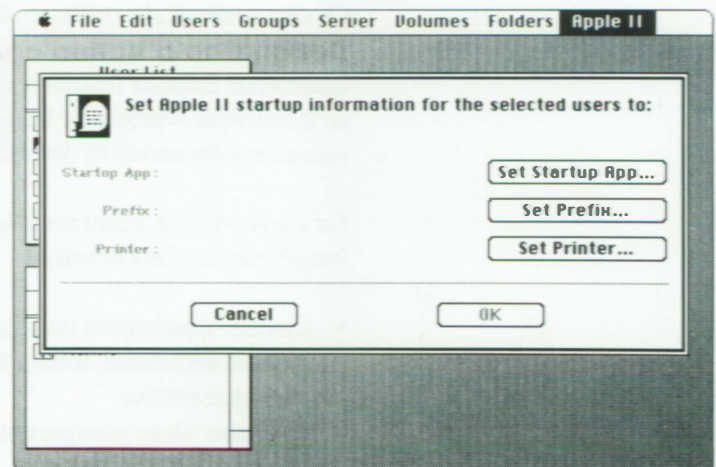 File Edit Users Groups Server Volumes Folders Apple II
User List
Set Apple II startup information for the selected users to:
Startup App:
Set Startup App...
Prefix:
Set Prefix...
Printer:
Set Printer...
Cancel
OK